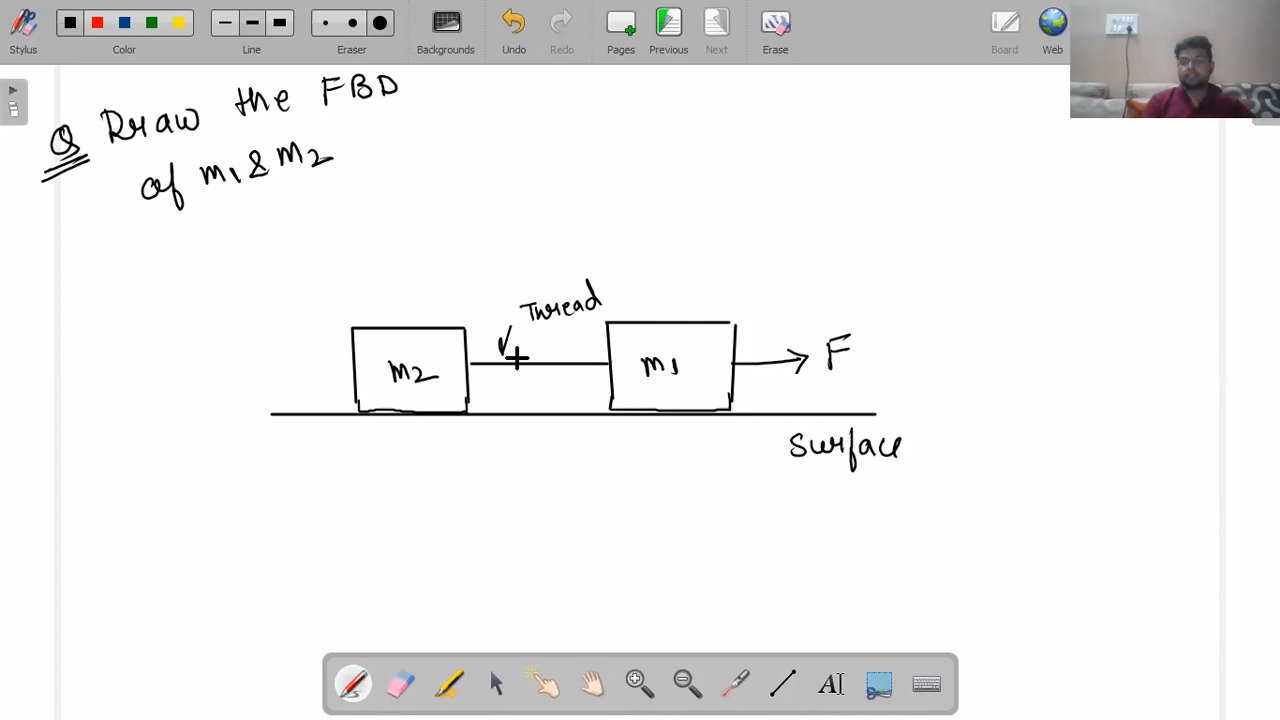 Stylus
Color
Line
Eraser
Backgrounds
Undo
Redo
Pages
Previous
Next
Erase
Board
Web
Q Draw the FBD
of m1 & m2
Thread
m2
m1
F
Surface